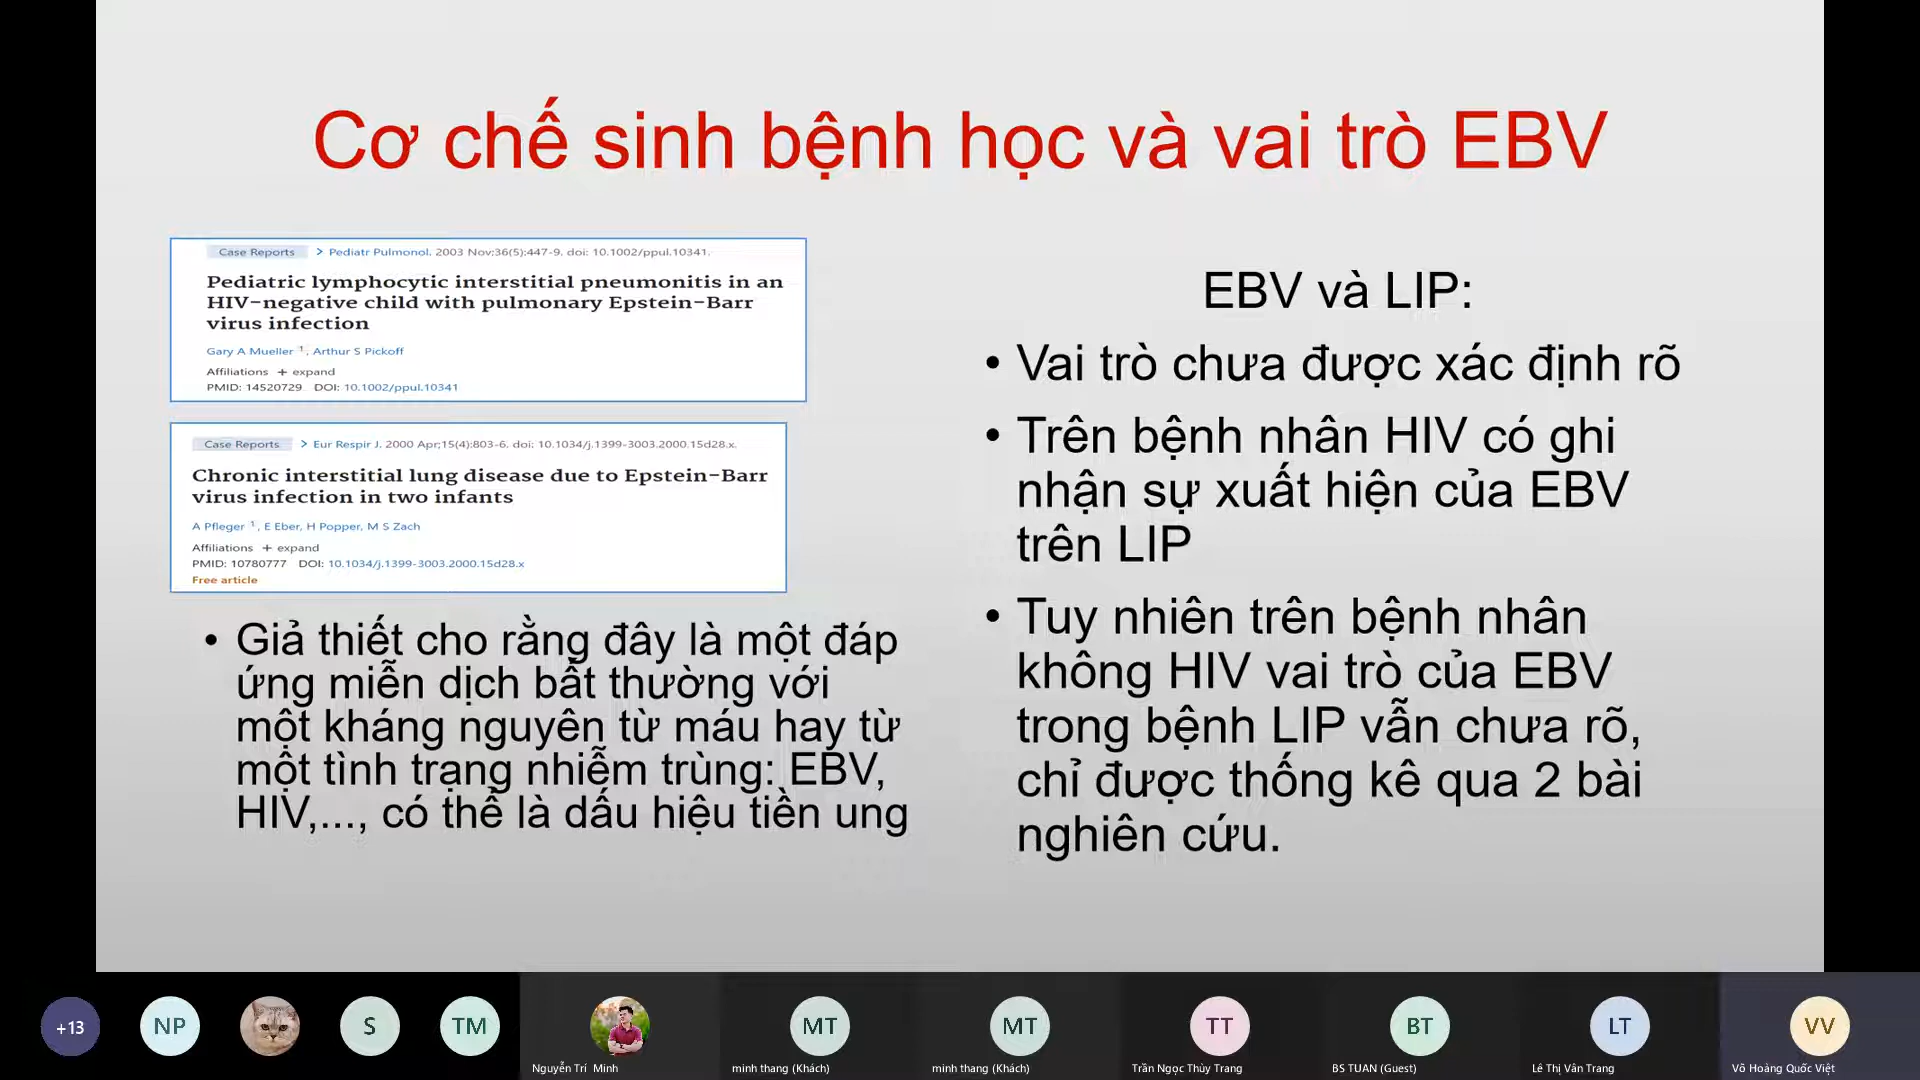 Cơ chế sinh bệnh học và vai trò EBV
Case Reports > Pediatr Pulmonol. 2003 Nov;36(5):447-9. doi: 10.1002/ppul.10341.
Pediatric lymphocytic interstitial pneumonitis in an
HIV-negative child with pulmonary Epstein-Barr
virus infection
Gary A Mueller 1, Arthur S Pickoff
Affiliations + expand
PMID: 14520729 DOI: 10.1002/ppul.10341
Case Reports > Eur Respir J. 2000 Apr;15(4):803-6. doi: 10.1034/j.1399-3003.2000.15d28.x.
Chronic interstitial lung disease due to Epstein-Barr
virus infection in two infants
A Pfleger 1, E Eber, H Popper, M S Zach
Affiliations + expand
PMID: 10780777 DOI: 10.1034/j.1399-3003.2000.15d28.x
Free article
• Giả thiết cho rằng đây là một đáp
ứng miễn dịch bất thường với
một kháng nguyên từ máu hay từ
một tình trạng nhiễm trùng: EBV,
HIV,..., có thể là dấu hiệu tiền ung
EBV và LIP:
• Vai trò chưa được xác định rõ
• Trên bệnh nhân HIV có ghi
nhận sự xuất hiện của EBV
trên LIP
• Tuy nhiên trên bệnh nhân
không HIV vai trò của EBV
trong bệnh LIP vẫn chưa rõ,
chỉ được thống kê qua 2 bài
nghiên cứu.
+13 NP S TM MT MT TT BT LT VV
Nguyễn Trí Minh minh thang (Khách) minh thang (Khách) Trần Ngọc Thùy Trang BS TUAN (Guest) Lê Thị Vân Trang Võ Hoàng Quốc Việt